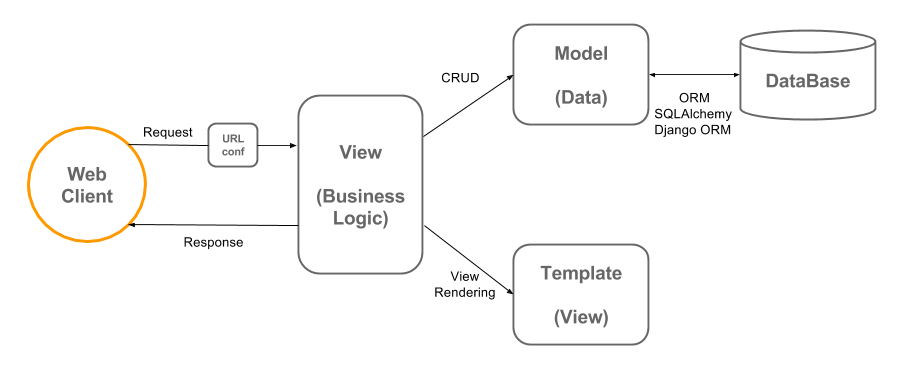 Web
Client
Request
URL
conf
Response
View
(Business
Logic)
CRUD
Model
(Data)
ORM
SQLAlchemy
Django ORM
DataBase
View
Rendering
Template
(View)